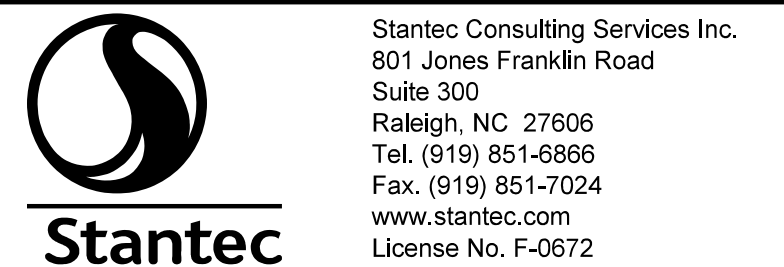 Stantec
Stantec Consulting Services Inc.
801 Jones Franklin Road
Suite 300
Raleigh, NC  27606
Tel. (919) 851-6866
Fax. (919) 851-7024
www.stantec.com
License No. F-0672